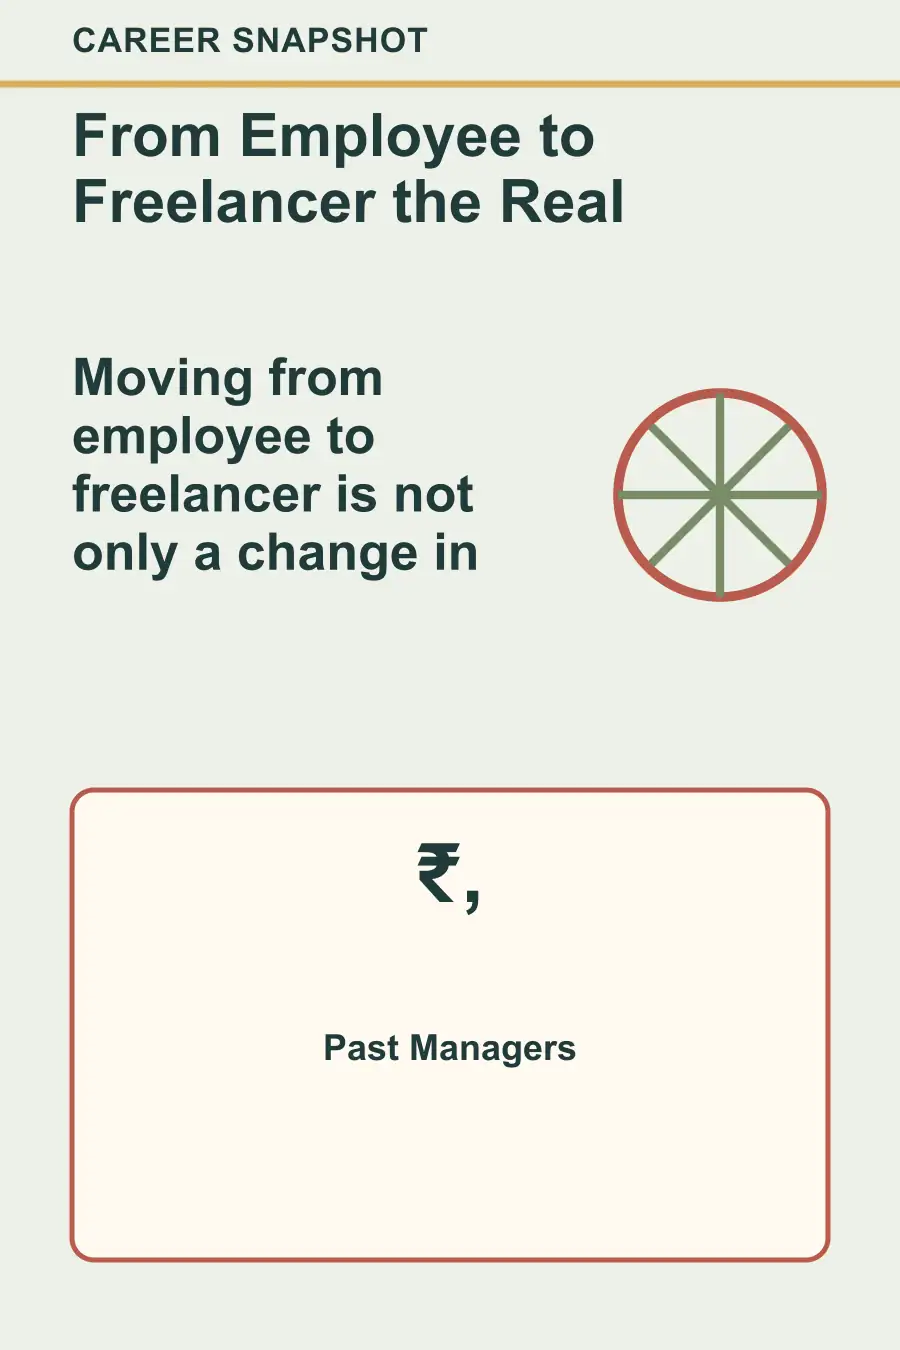 CAREER SNAPSHOT
From Employee to
Freelancer the Real
Moving from
employee to
freelancer is not
only a change in
₹,
Past Managers